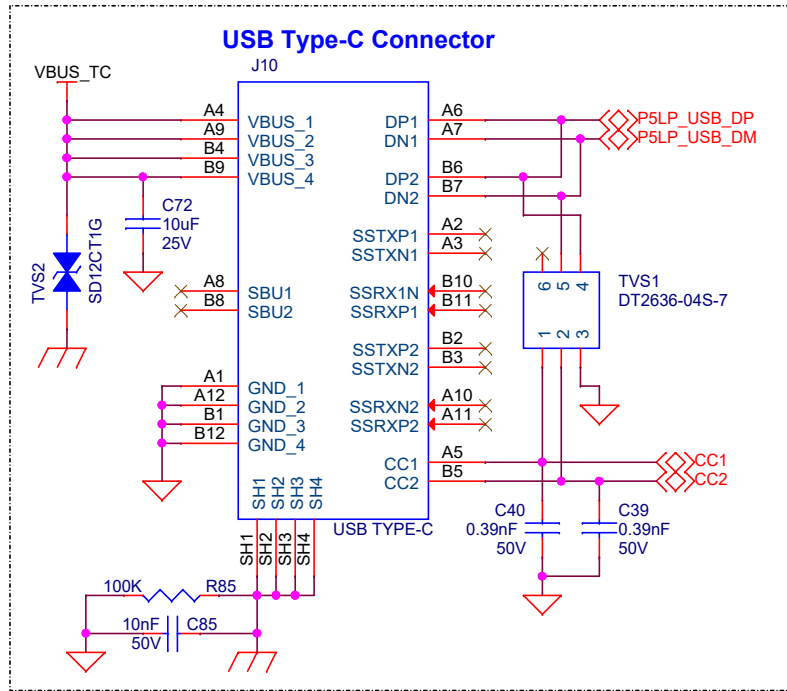 USB Type-C Connector
J10
VBUS_TC
A4 VBUS_1 DP1 A6 P5LP_USB_DP
A9 VBUS_2 DN1 A7 P5LP_USB_DM
B4 VBUS_3
B9 VBUS_4 DP2 B6
DN2 B7
C72
10uF
25V
SSTXP1 A2
SSTXN1 A3
TVS2
SD12CT1G
A8 SBU1 SSRX1N B10
B8 SBU2 SSRXP1 B11
6 5 4
1 2 3
TVS1
DT2636-04S-7
SSTXP2 B2
SSTXN2 B3
A1 GND_1
A12 GND_2 SSRXN2 A10
B1 GND_3 SSRXP2 A11
B12 GND_4
CC1 A5 CC1
CC2 B5 CC2
SH1 SH2 SH3 SH4
USB TYPE-C
SH1 SH2 SH3 SH4
C40
0.39nF
50V
C39
0.39nF
50V
100K R85
10nF C85
50V